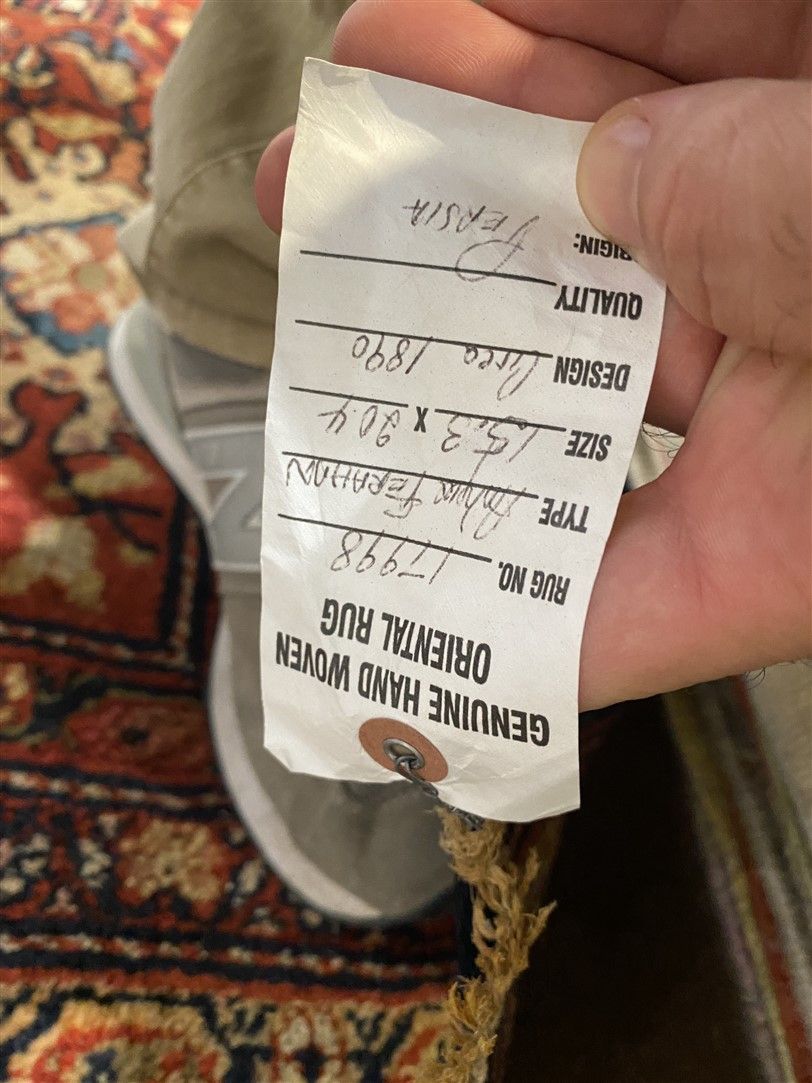 GENUINE HAND WOVEN
ORIENTAL RUG
RUG NO. 17998
TYPE FERAHAN
SIZE 15.3 X 20.4
DESIGN Circa 1890
QUALITY
RIGIN: PERSIA